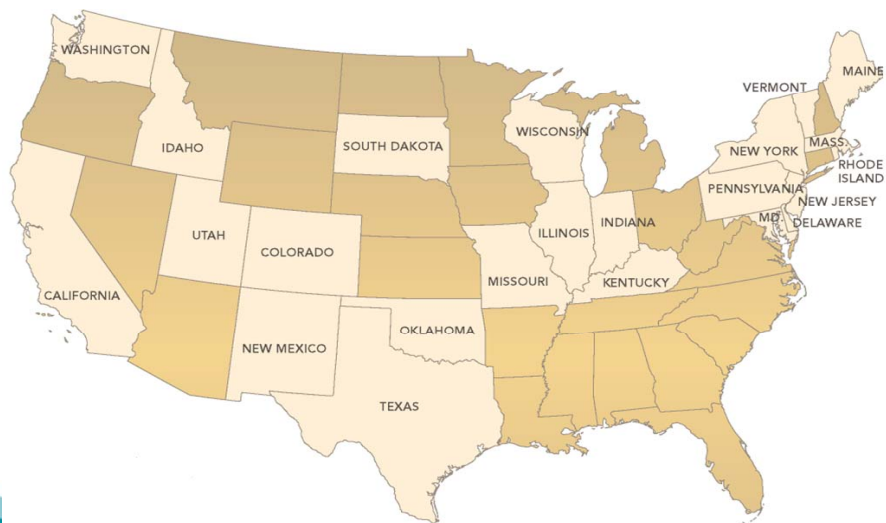 WASHINGTON
MAINE
VERMONT
WISCONSIN
MASS.
IDAHO
SOUTH DAKOTA
NEW YORK
RHODE
ISLAND
PENNSYLVANIA
NEW JERSEY
MD.
DELAWARE
UTAH
ILLINOIS
INDIANA
COLORADO
MISSOURI
KENTUCKY
CALIFORNIA
OKLAHOMA
NEW MEXICO
TEXAS